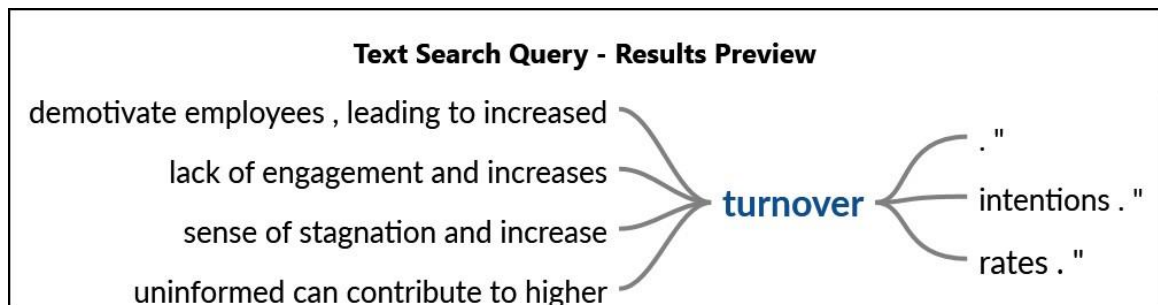 Text Search Query - Results Preview
demotivate employees , leading to increased
lack of engagement and increases
sense of stagnation and increase
uninformed can contribute to higher
turnover
. "
intentions . "
rates . "